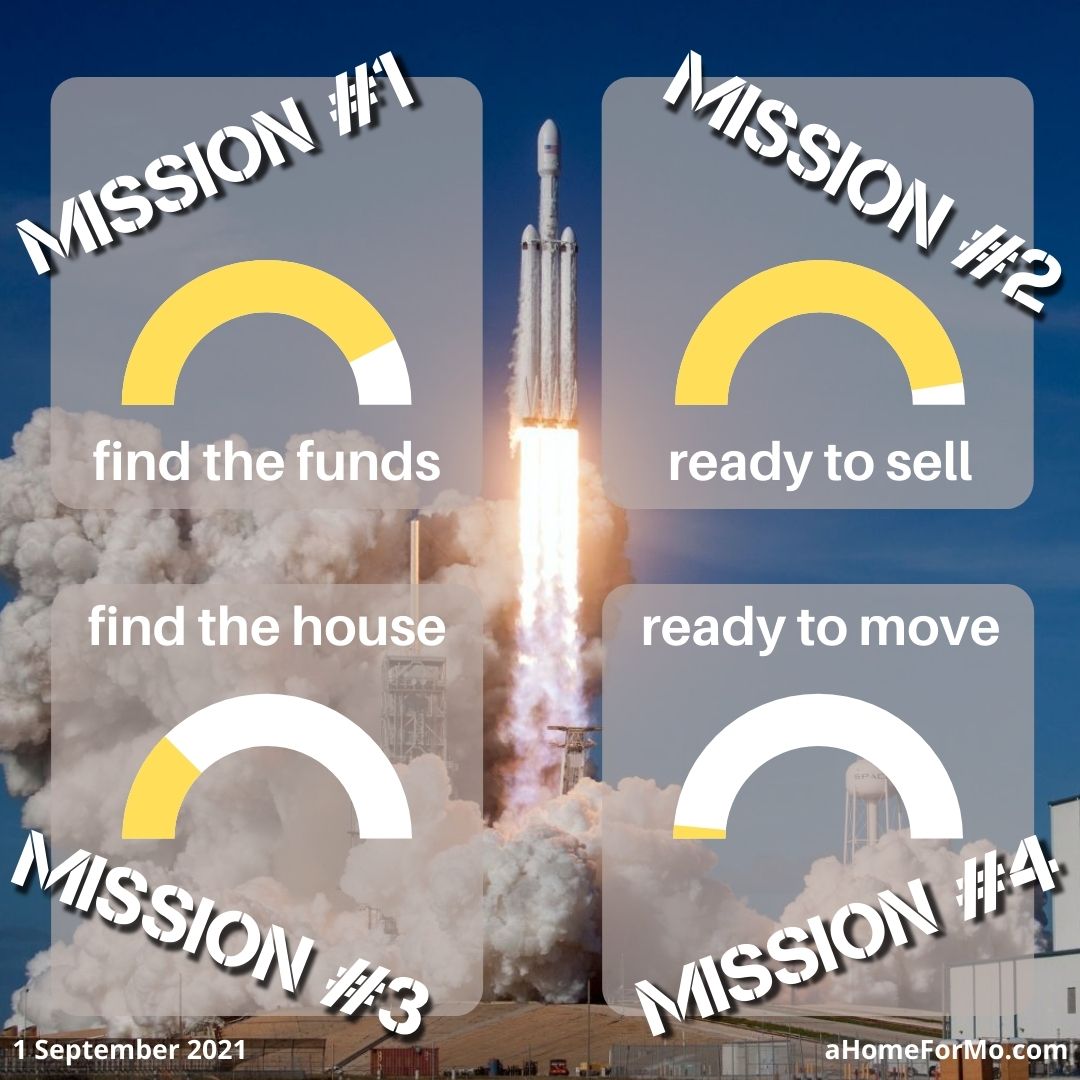 MISSION #1
find the funds
MISSION #2
ready to sell
find the house
MISSION #3
ready to move
SPAC
MISSION #4
1 September 2021
aHomeForMo.com